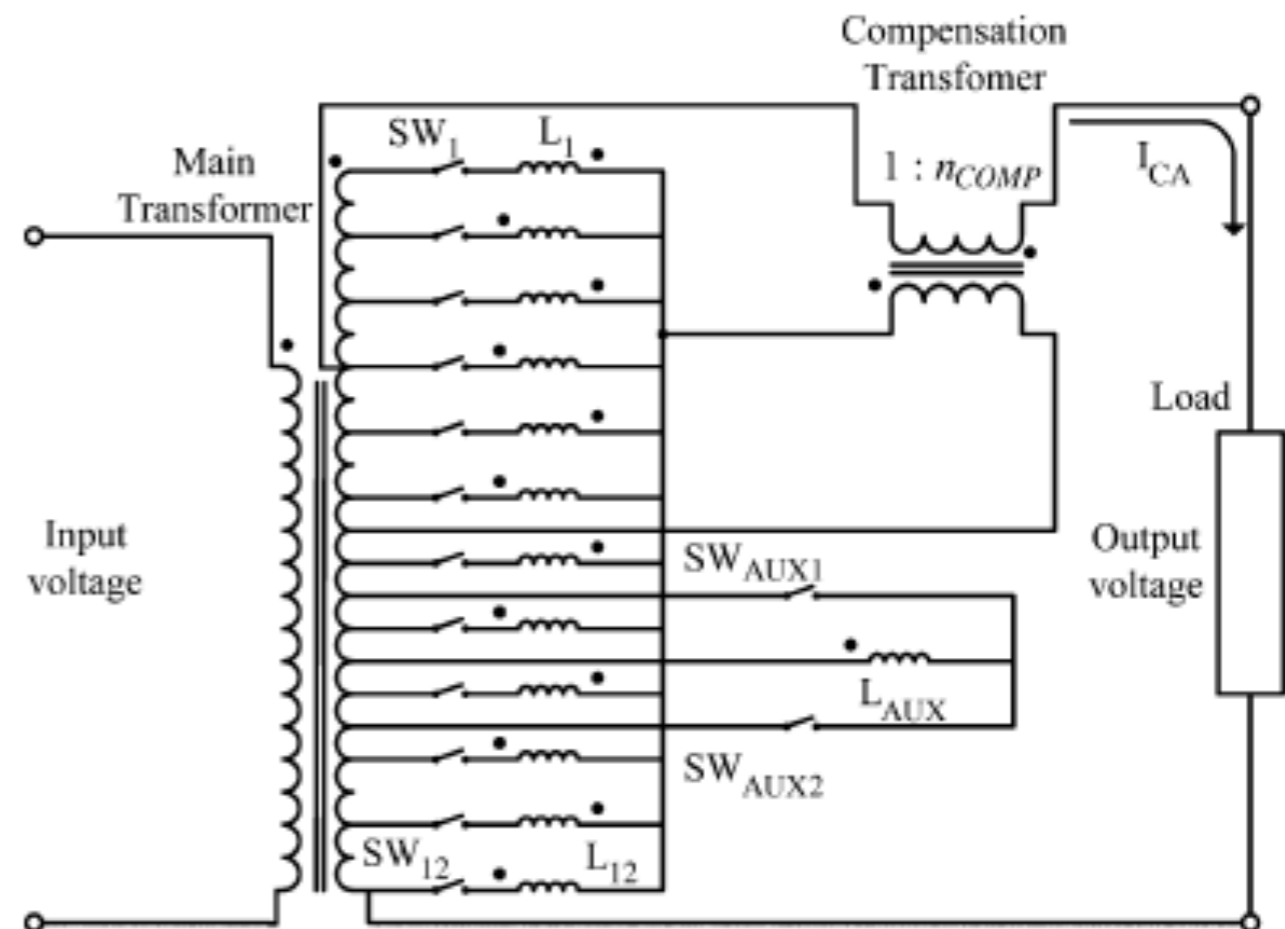 Compensation
Transfomer
SW1
L1
Main
Transformer
1 : nCOMP
ICA
Load
Input
voltage
SWAUX1
Output
voltage
LAUX
SWAUX2
SW12
L12